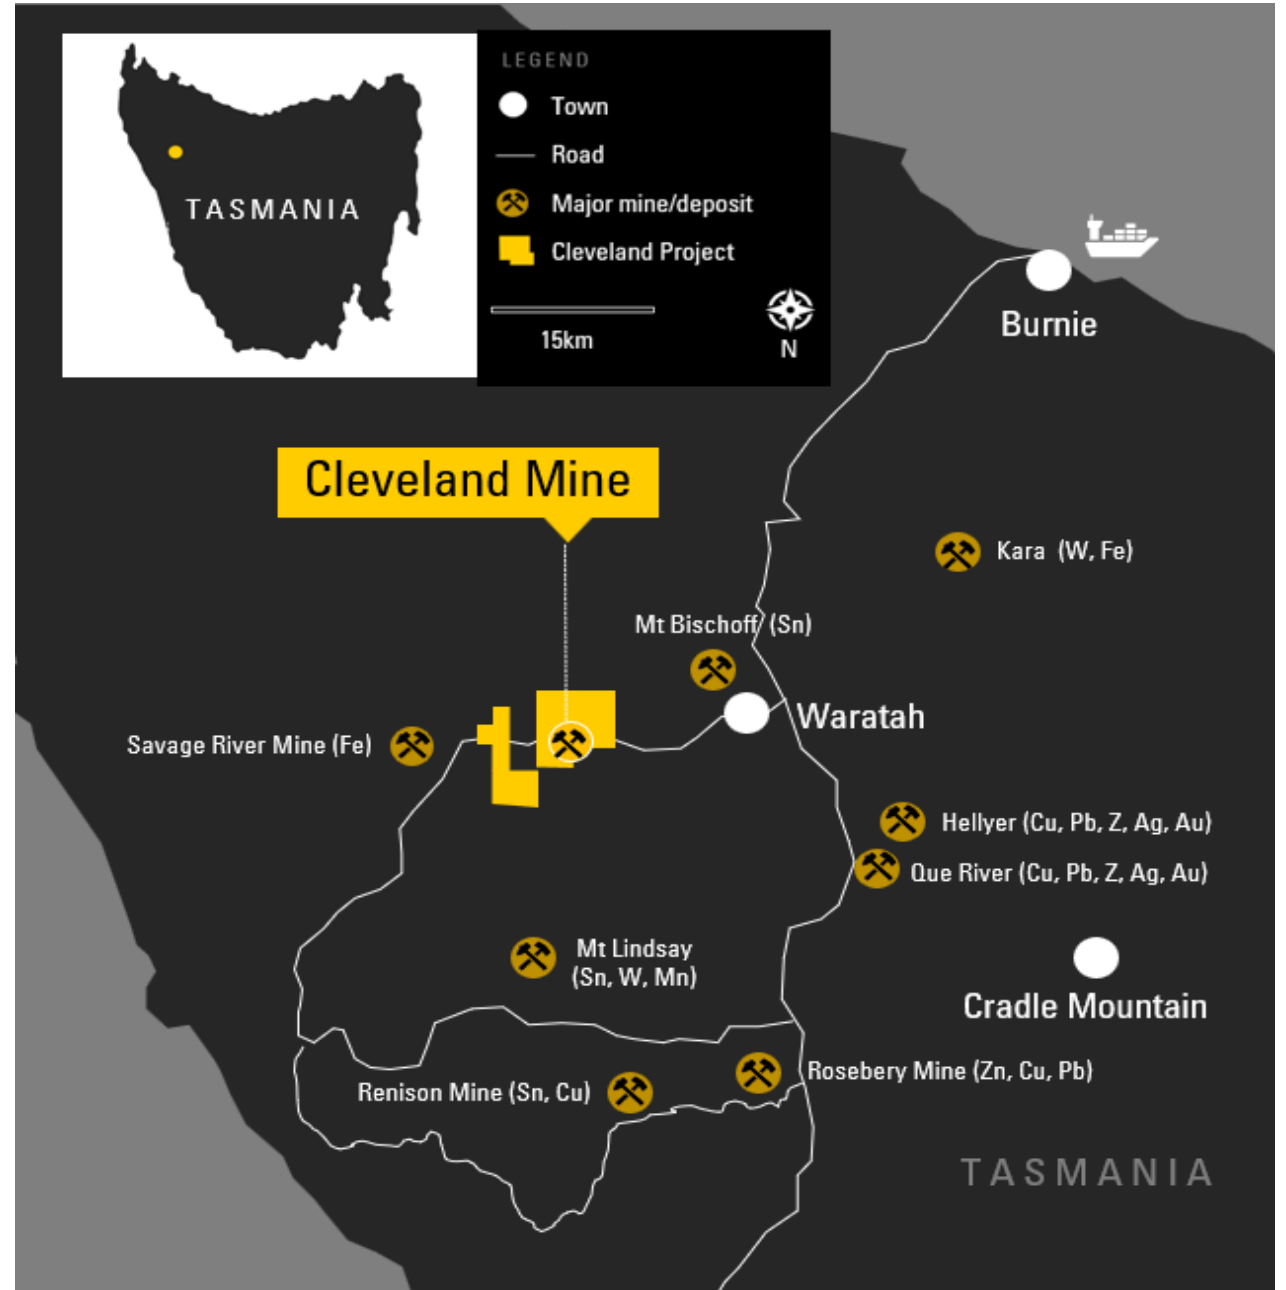 TASMANIA
LEGEND
Town
Road
Major mine/deposit
Cleveland Project
15km
N
Burnie
Cleveland Mine
Kara (W, Fe)
Mt Bischoff (Sn)
Waratah
Savage River Mine (Fe)
Hellyer (Cu, Pb, Z, Ag, Au)
Que River (Cu, Pb, Z, Ag, Au)
Mt Lindsay
(Sn, W, Mn)
Cradle Mountain
Rosebery Mine (Zn, Cu, Pb)
Renison Mine (Sn, Cu)
TASMANIA